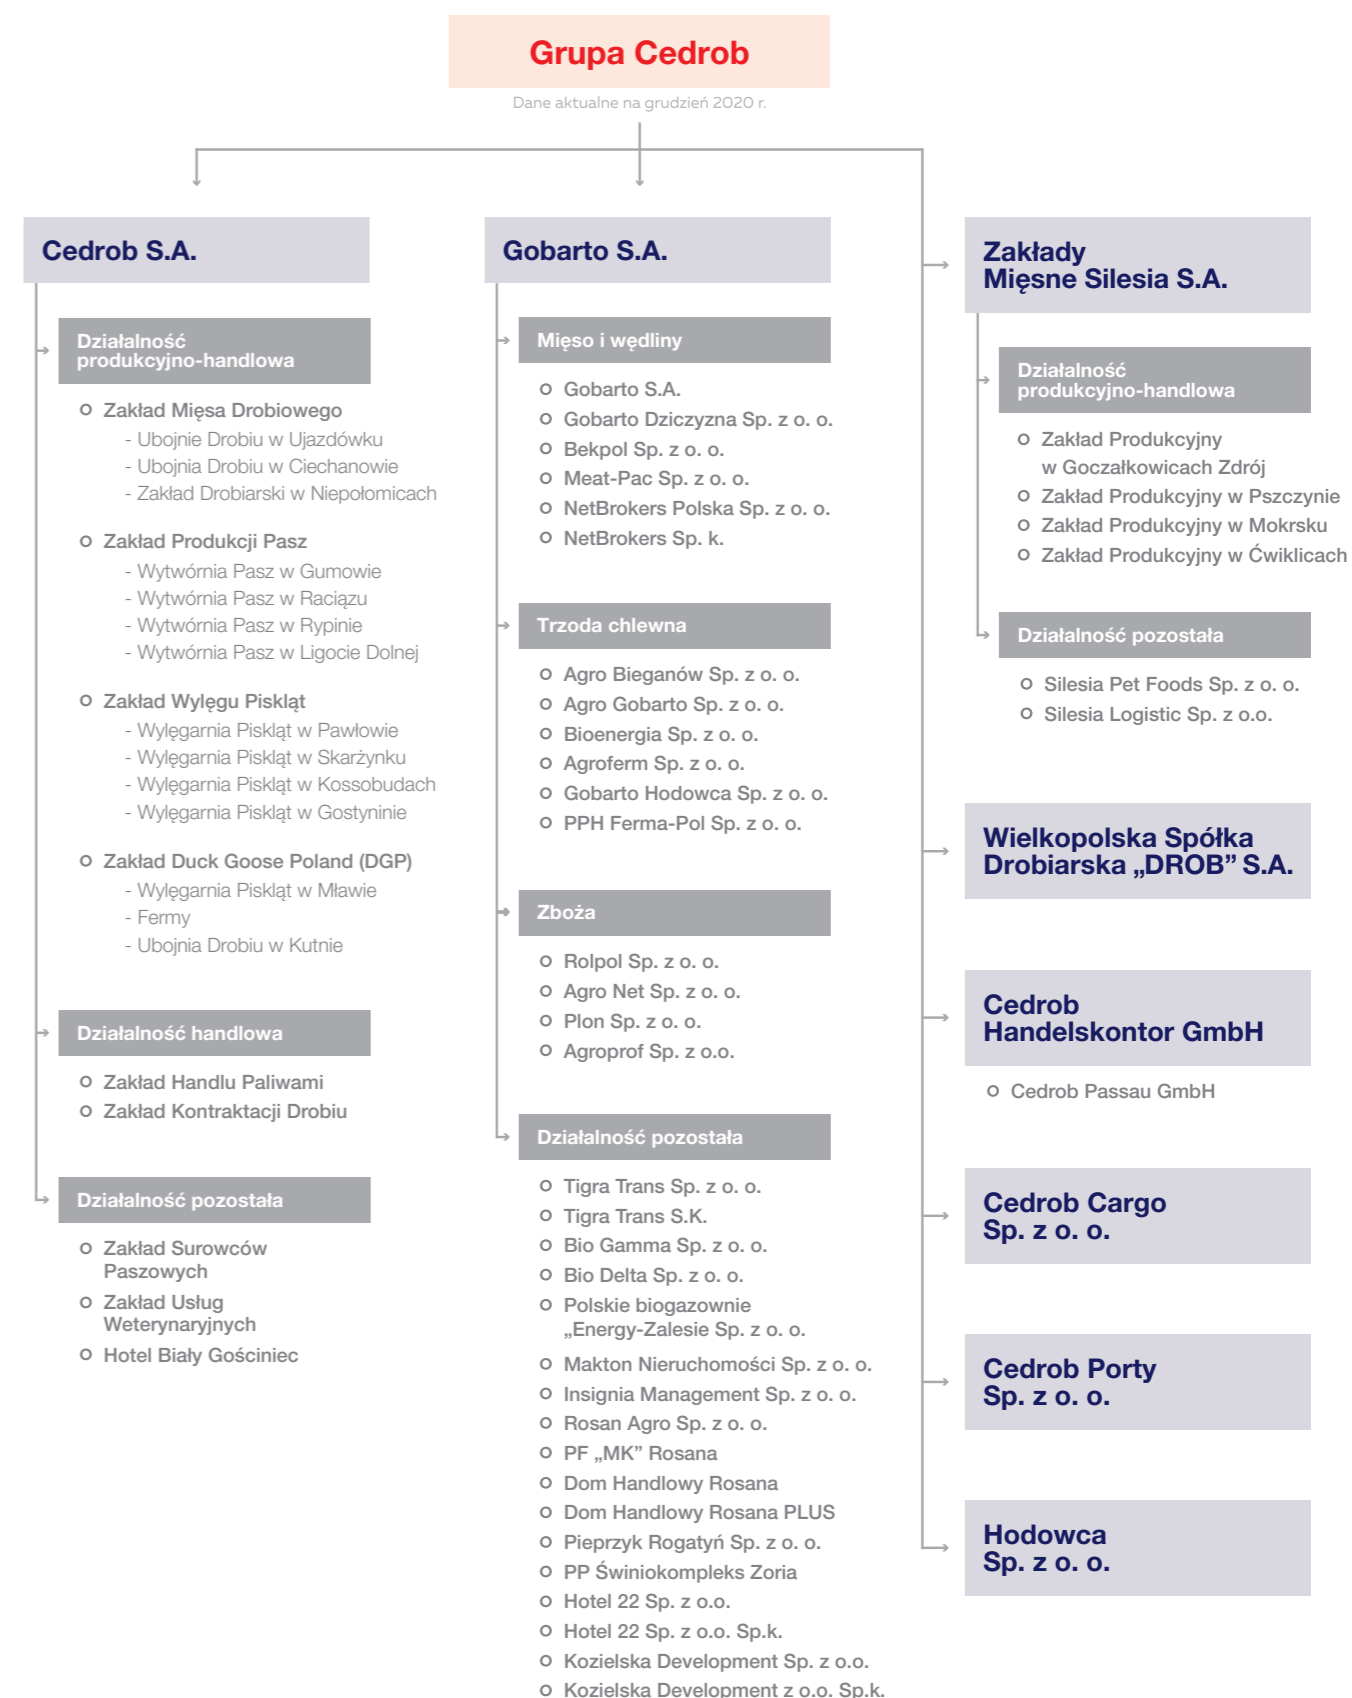 Grupa Cedrob
Dane aktualne na grudzień 2020 r.
Cedrob S.A.
Działalność
produkcyjno-handlowa
Zakład Mięsa Drobiowego
- Ubojnie Drobiu w Ujazdówku
- Ubojnia Drobiu w Ciechanowie
- Zakład Drobiarski w Niepołomicach
Zakład Produkcji Pasz
- Wytwórnia Pasz w Gumowie
- Wytwórnia Pasz w Raciążu
- Wytwórnia Pasz w Rypinie
- Wytwórnia Pasz w Ligocie Dolnej
Zakład Wylęgu Piskląt
- Wylęgarnia Piskląt w Pawłowie
- Wylęgarnia Piskląt w Skarżynku
- Wylęgarnia Piskląt w Kossobudach
- Wylęgarnia Piskląt w Gostyninie
Zakład Duck Goose Poland (DGP)
- Wylęgarnia Piskląt w Mławie
- Fermy
- Ubojnia Drobiu w Kutnie
Działalność handlowa
Zakład Handlu Paliwami
Zakład Kontraktacji Drobiu
Działalność pozostała
Zakład Surowców
Paszowych
Zakład Usług
Weterynaryjnych
Hotel Biały Gościniec
Gobarto S.A.
Mięso i wędliny
Gobarto S.A.
Gobarto Dziczyzna Sp. z o. o.
Bekpol Sp. z o. o.
Meat-Pac Sp. z o. o.
NetBrokers Polska Sp. z o. o.
NetBrokers Sp. k.
Trzoda chlewna
Agro Bieganów Sp. z o. o.
Agro Gobarto Sp. z o. o.
Bioenergia Sp. z o. o.
Agroferm Sp. z o. o.
Gobarto Hodowca Sp. z o. o.
PPH Ferma-Pol Sp. z o. o.
Zboża
Rolpol Sp. z o. o.
Agro Net Sp. z o. o.
Plon Sp. z o. o.
Agroprof Sp. z o.o.
Działalność pozostała
Tigra Trans Sp. z o. o.
Tigra Trans S.K.
Bio Gamma Sp. z o. o.
Bio Delta Sp. z o. o.
Polskie biogazownie
„Energy-Zalesie Sp. z o. o.
Makton Nieruchomości Sp. z o. o.
Insignia Management Sp. z o. o.
Rosan Agro Sp. z o. o.
PF „MK” Rosana
Dom Handlowy Rosana
Dom Handlowy Rosana PLUS
Pieprzyk Rogatyń Sp. z o. o.
PP Świniokompleks Zoria
Hotel 22 Sp. z o.o.
Hotel 22 Sp. z o.o. Sp.k.
Kozielska Development Sp. z o.o.
Kozielska Development z o.o. Sp.k.
Zakłady
Mięsne Silesia S.A.
Działalność
produkcyjno-handlowa
Zakład Produkcyjny
w Goczałkowicach Zdrój
Zakład Produkcyjny w Pszczynie
Zakład Produkcyjny w Mokrsku
Zakład Produkcyjny w Ćwiklicach
Działalność pozostała
Silesia Pet Foods Sp. z o. o.
Silesia Logistic Sp. z o.o.
Wielkopolska Spółka
Drobiarska „DROB” S.A.
Cedrob
Handelskontor GmbH
Cedrob Passau GmbH
Cedrob Cargo
Sp. z o. o.
Cedrob Porty
Sp. z o. o.
Hodowca
Sp. z o. o.